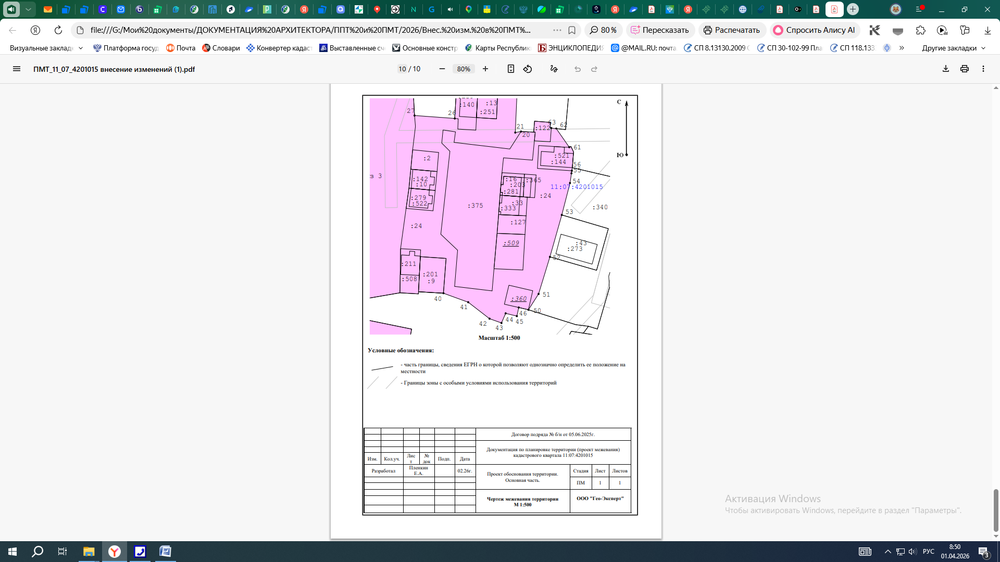 file:///G:/Мои%20документы/ДОКУМЕНТАЦИЯ%20АРХИТЕКТОРА/ППТ%20и%20ПМТ/2026/Внес.%20изм.%20в%20ПМТ%...
80 %
Пересказать
Распечатать
Спросить Алису AI
Визуальные заклад
Платформа госуд
Почта
Словари
Конвертер кадаст
Выставленные сч
Основные констр
Карты Республик
ЭНЦИКЛОПЕДИЯ
@MAIL.RU: почта
СП 8.13130.2009
СП 30-102-99 Пла
СП 118.133
Другие закладки
ПМТ_11_07_4201015 внесение изменений (1).pdf
10 / 10
80%
С
Ю
27
26
:140
:13
:251
21
20
:122
63
62
61
:521
:144
56
55
54
11:07:4201015
:2
з 3
:142
:10
:279
:522
:16
:365
:203
:281
:24
:33
:333
:375
:340
53
:127
:24
:509
:43
:273
52
:211
:201
:508
:9
:360
51
40
41
50
46
44
45
42
43
Масштаб 1:500
Условные обозначения:
- часть границы, сведения ЕГРН о которой позволяют однозначно определить ее положение на
местности
- Границы зоны с особыми условиями использования территорий
Договор подряда № б/н от 05.06.2025г.
Документация по планировке территории (проект межевания)
кадастрового квартала 11:07:4201015
Изм.
Кол.уч.
Лис
т
№
док
Подп.
Дата
Разработал
Пленкин
Е.А.
02.26г.
Проект обоснования территории.
Основная часть.
Стадия
Лист
Листов
ПМ
1
1
Чертеж межевания территории
М 1:500
ООО "Гео-Эксперт"
Активация Windows
Чтобы активировать Windows, перейдите в раздел "Параметры".
РУС
8:50
01.04.2026
3